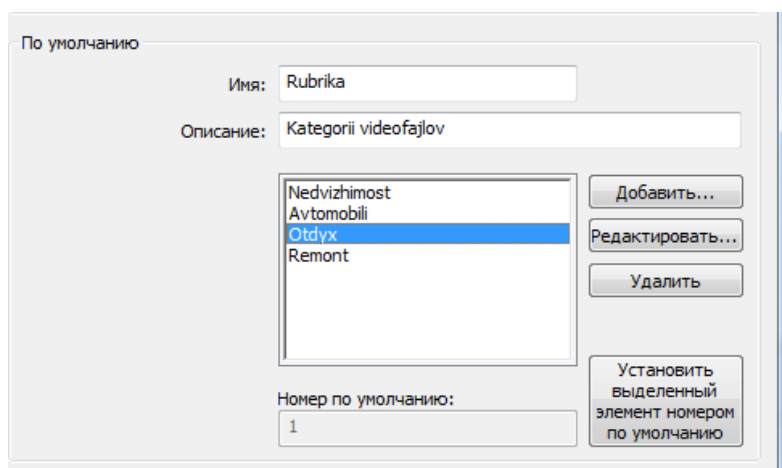 По умолчанию
Имя: Rubrika
Описание: Kategorii videofajlov
Nedvizhimost
Avtomobili
Otdyx
Remont
Добавить...
Редактировать...
Удалить
Номер по умолчанию:
1
Установить
выделенный
элемент номером
по умолчанию